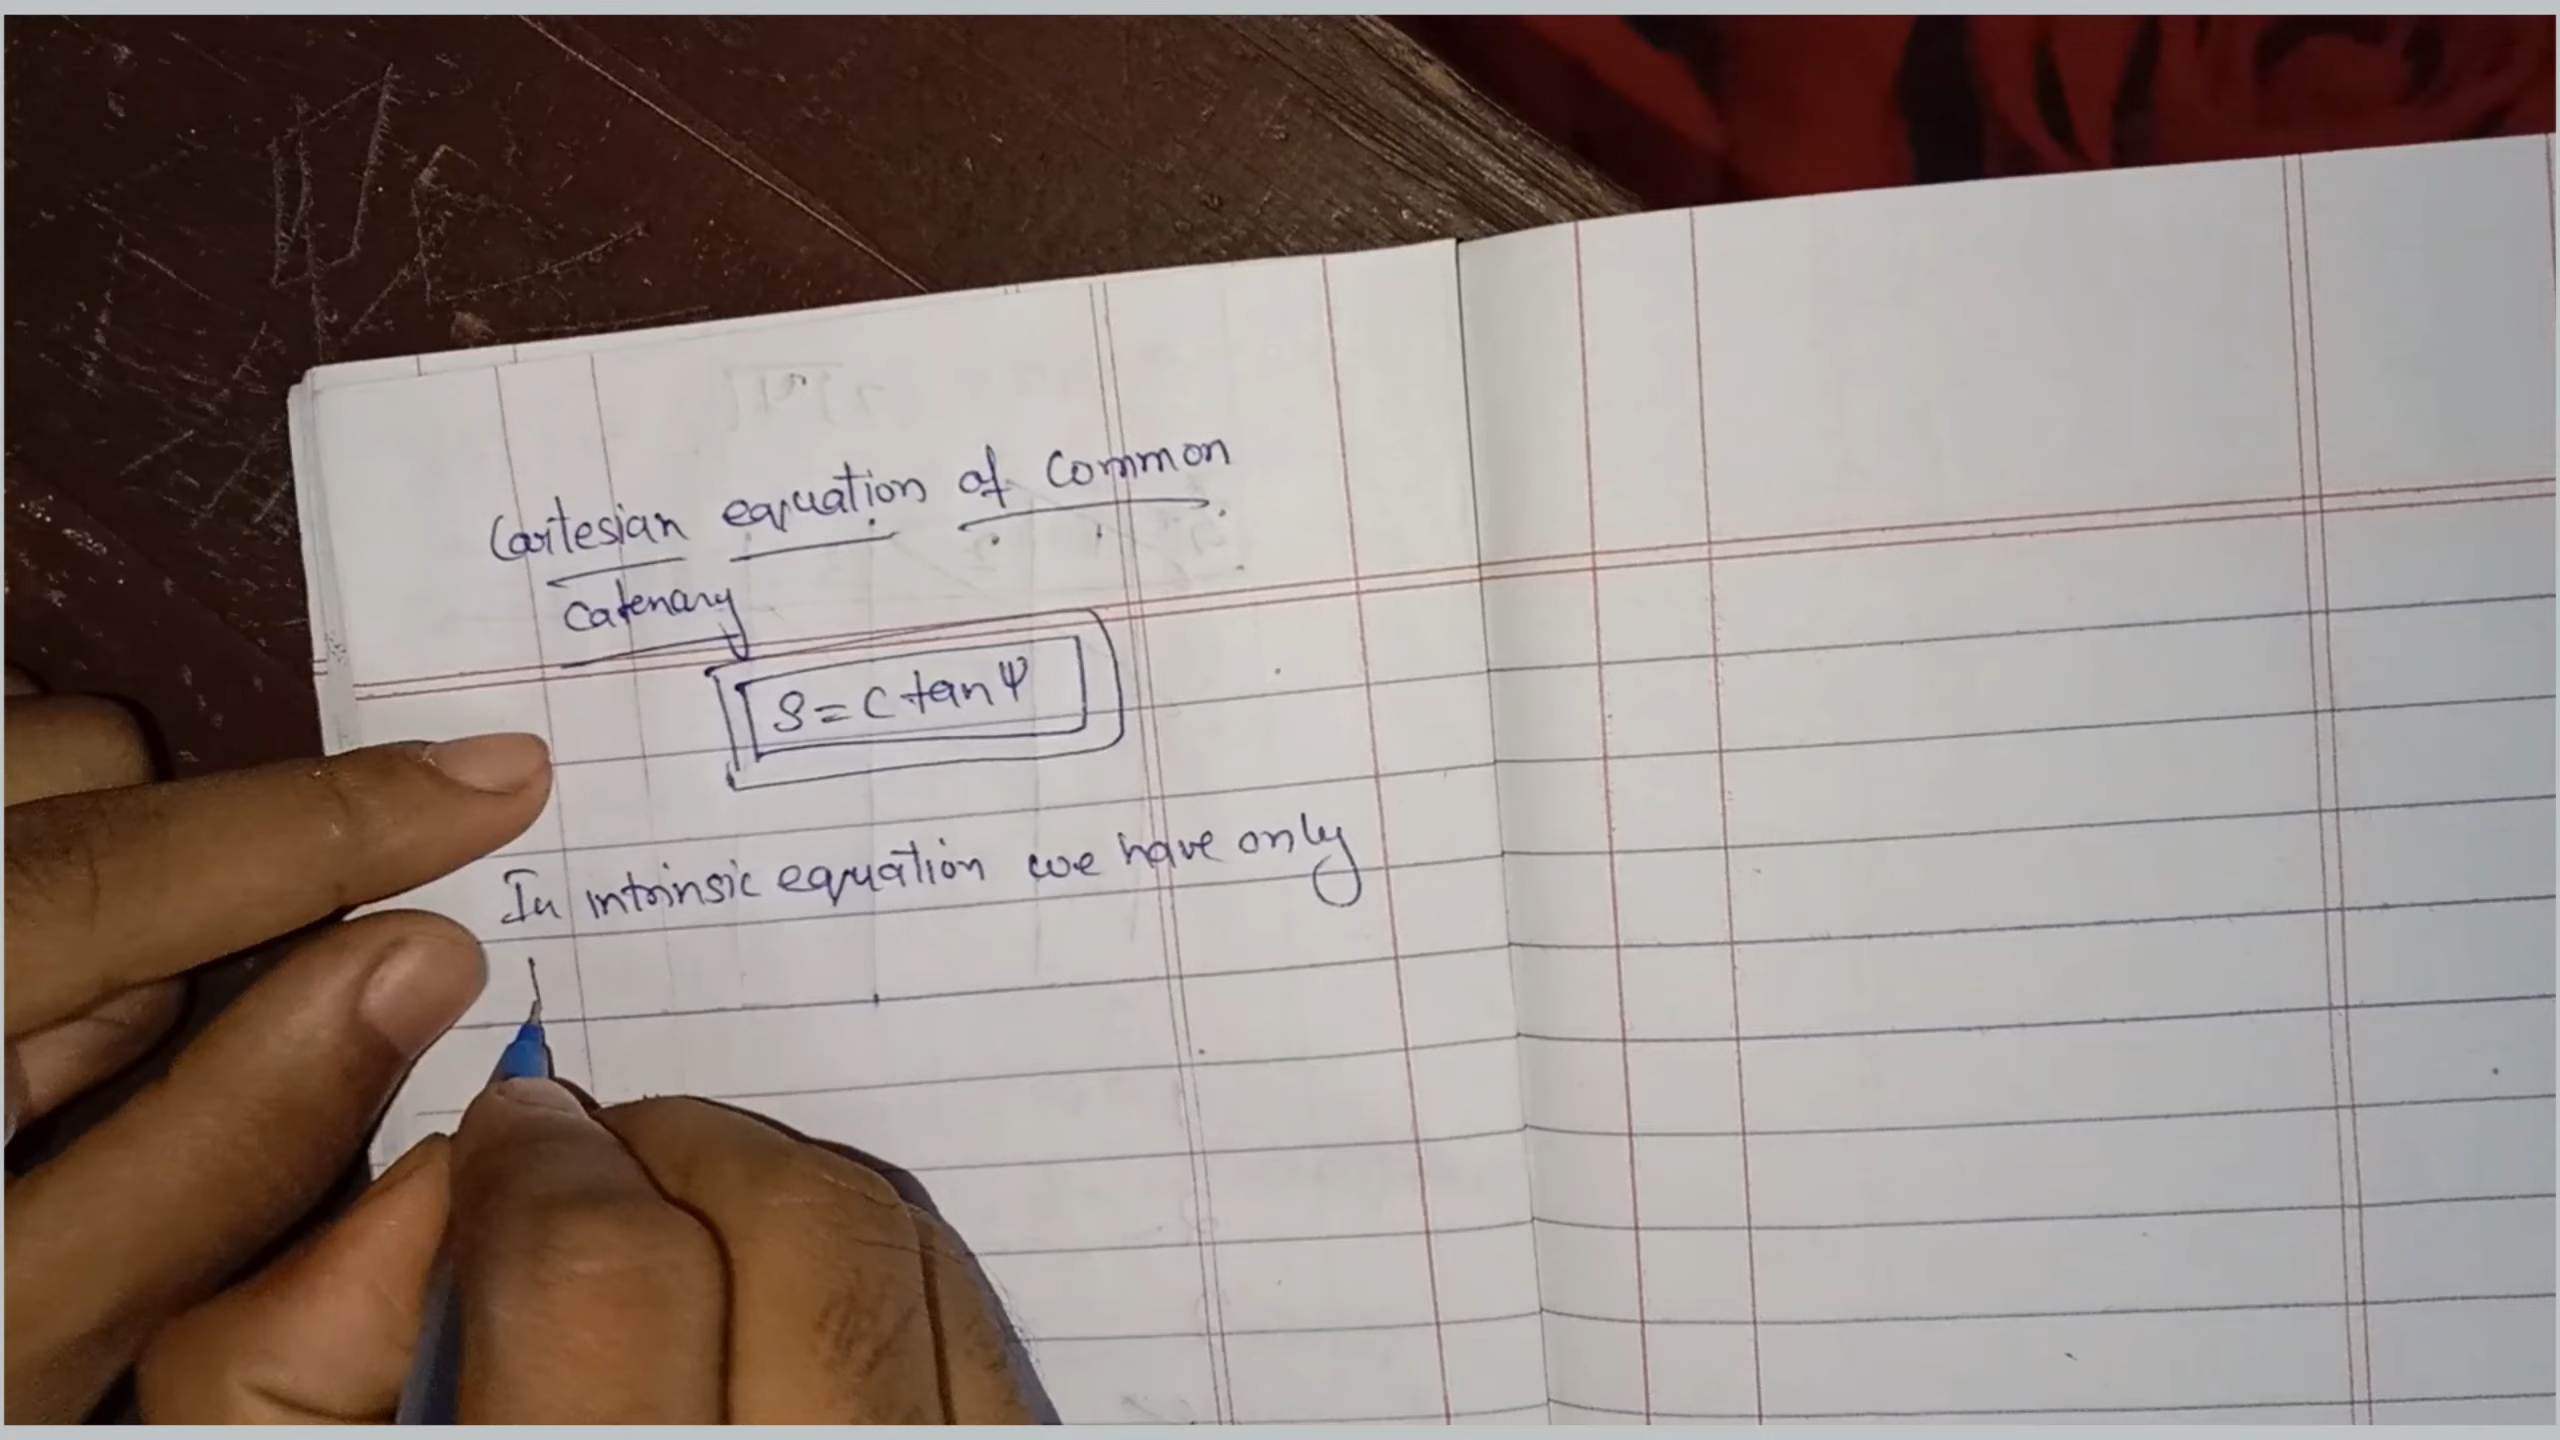 Cartesian equation of common
catenary
S = C tan ψ
In intrinsic equation we have only